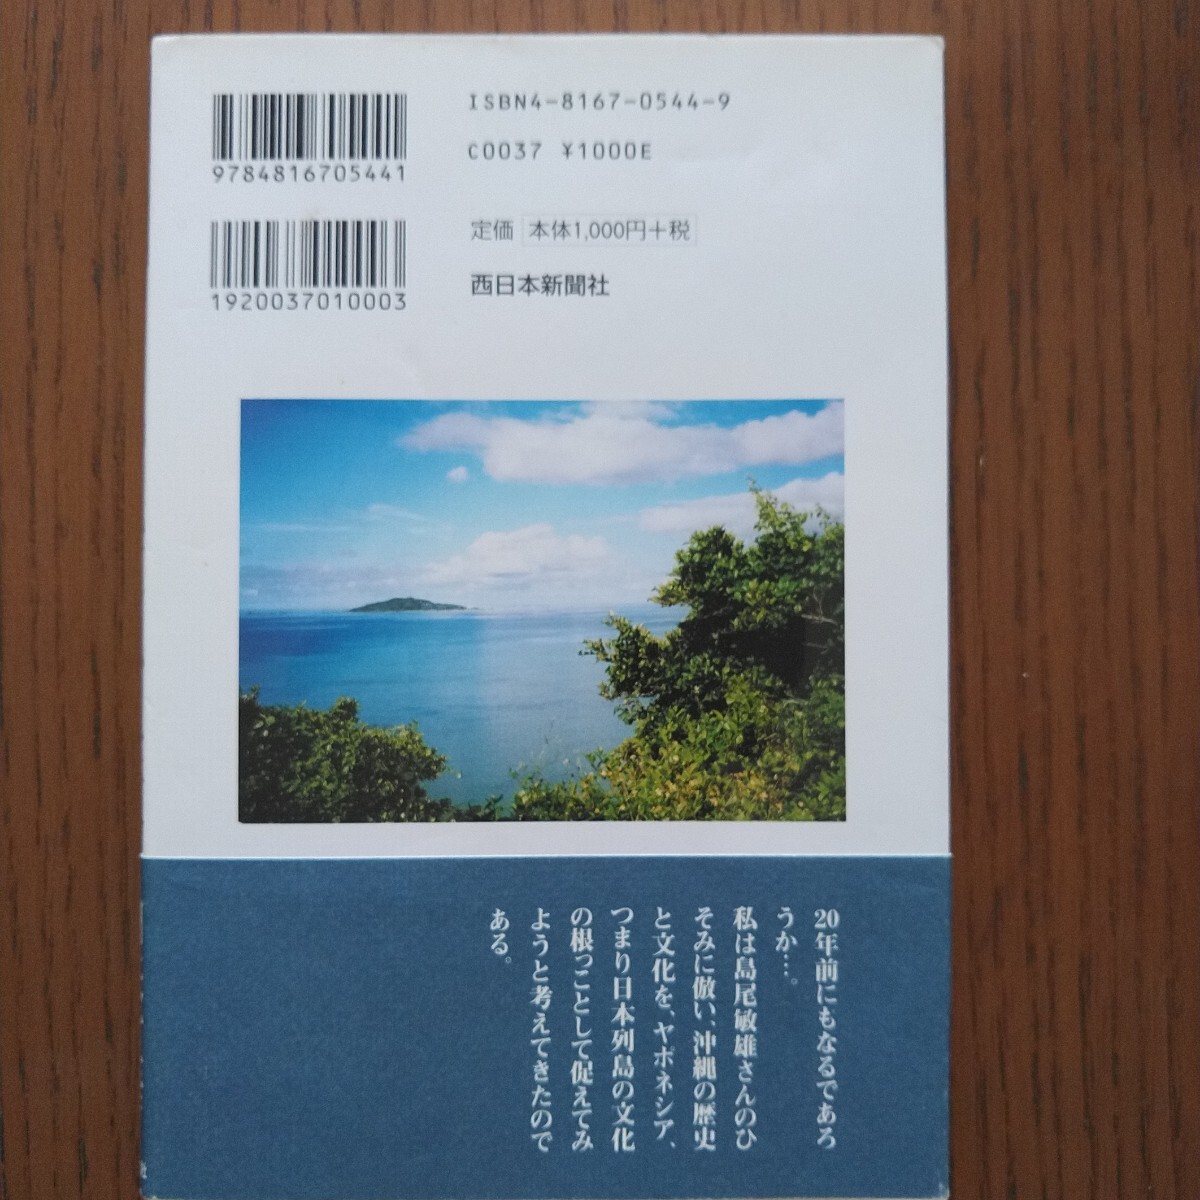 ISBN4-8167-0544-9
C0037 ¥1000E
9784816705441
定価 本体1,000円+税
西日本新聞社
1920037010003
20年前にもなるであろ
うか…。
私は島尾敏雄さんのひ
そみに倣い、沖縄の歴史
と文化を、ヤポネシア、
つまり日本列島の文化
の根っことして促えてみ
ようと考えてきたので
ある。